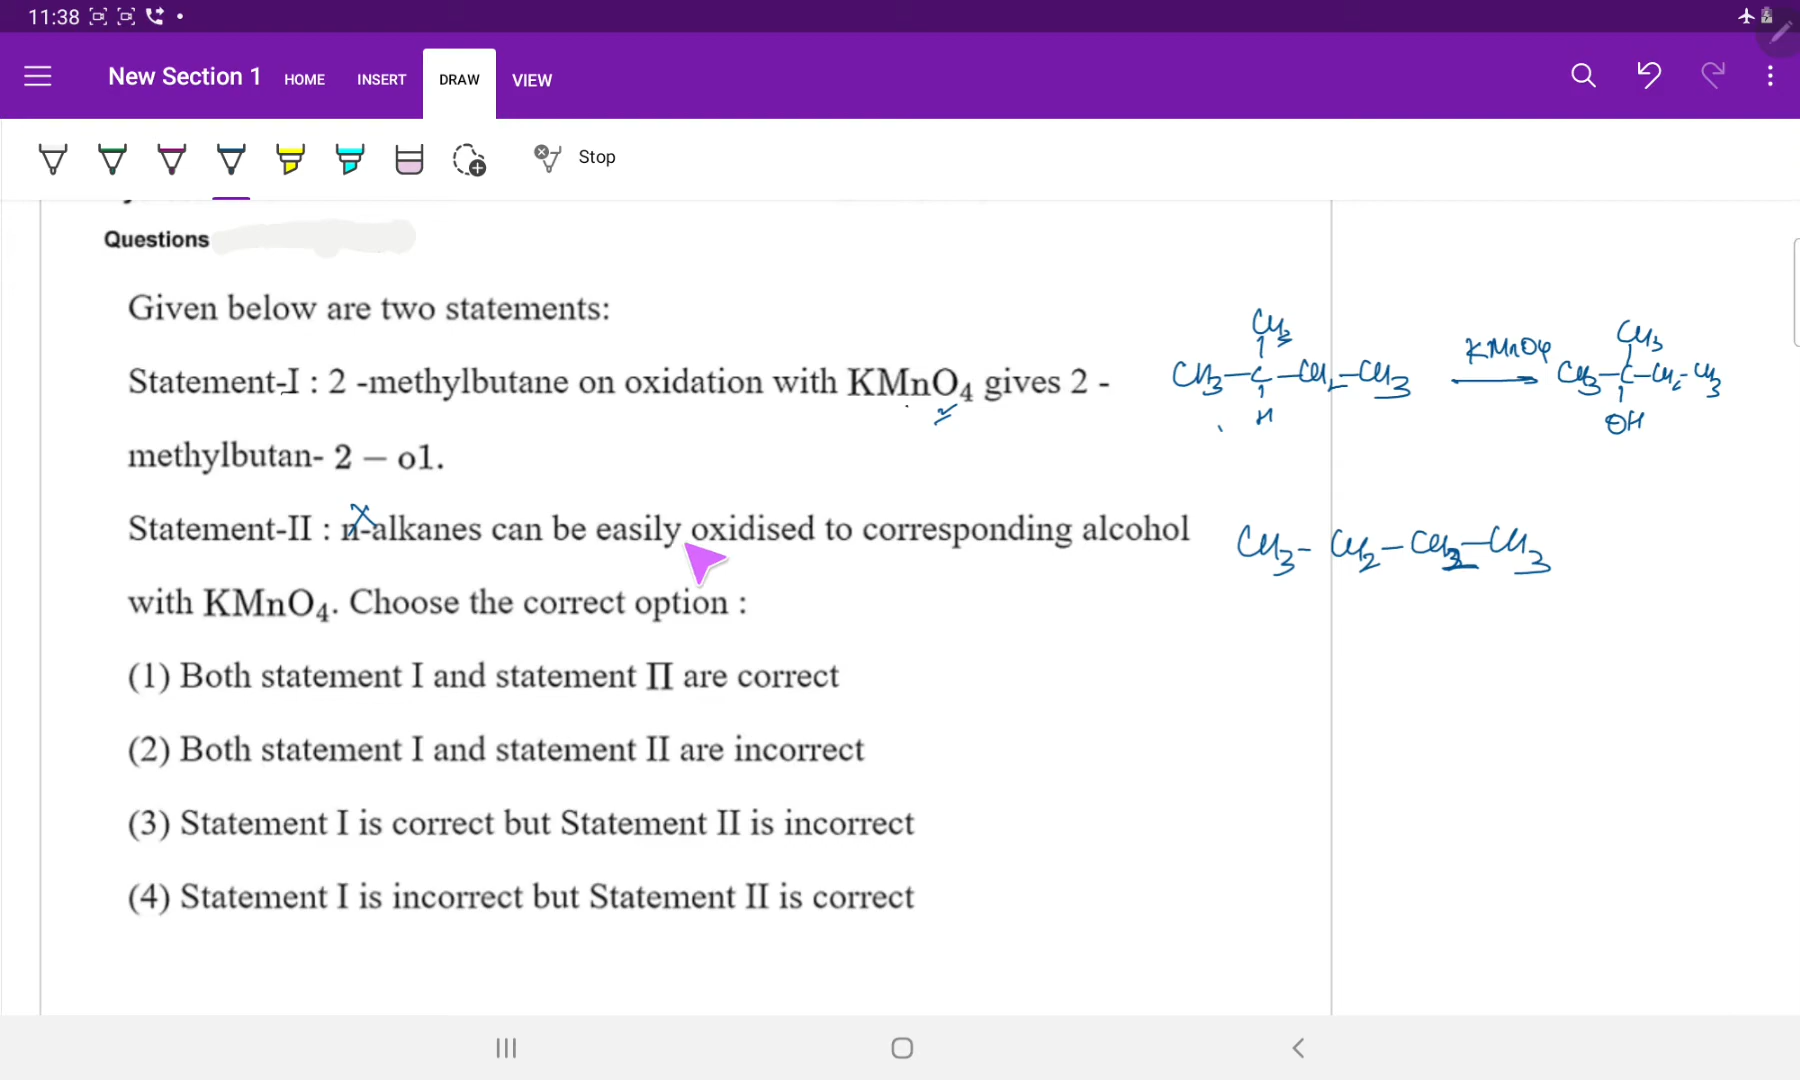 11:38
New Section 1 HOME INSERT DRAW VIEW
Stop
Questions
Given below are two statements:
Statement-I : 2 -methylbutane on oxidation with KMnO₄ gives 2 -
methylbutan- 2 – o1.
Statement-II : n-alkanes can be easily oxidised to corresponding alcohol
with KMnO₄. Choose the correct option :
(1) Both statement I and statement II are correct
(2) Both statement I and statement II are incorrect
(3) Statement I is correct but Statement II is incorrect
(4) Statement I is incorrect but Statement II is correct
CH₃
CH₃–C–CH₂–CH₃
H
KMnO₄
CH₃
CH₃–C–CH₂–CH₃
OH
CH₃–CH₂–CH₂–CH₃